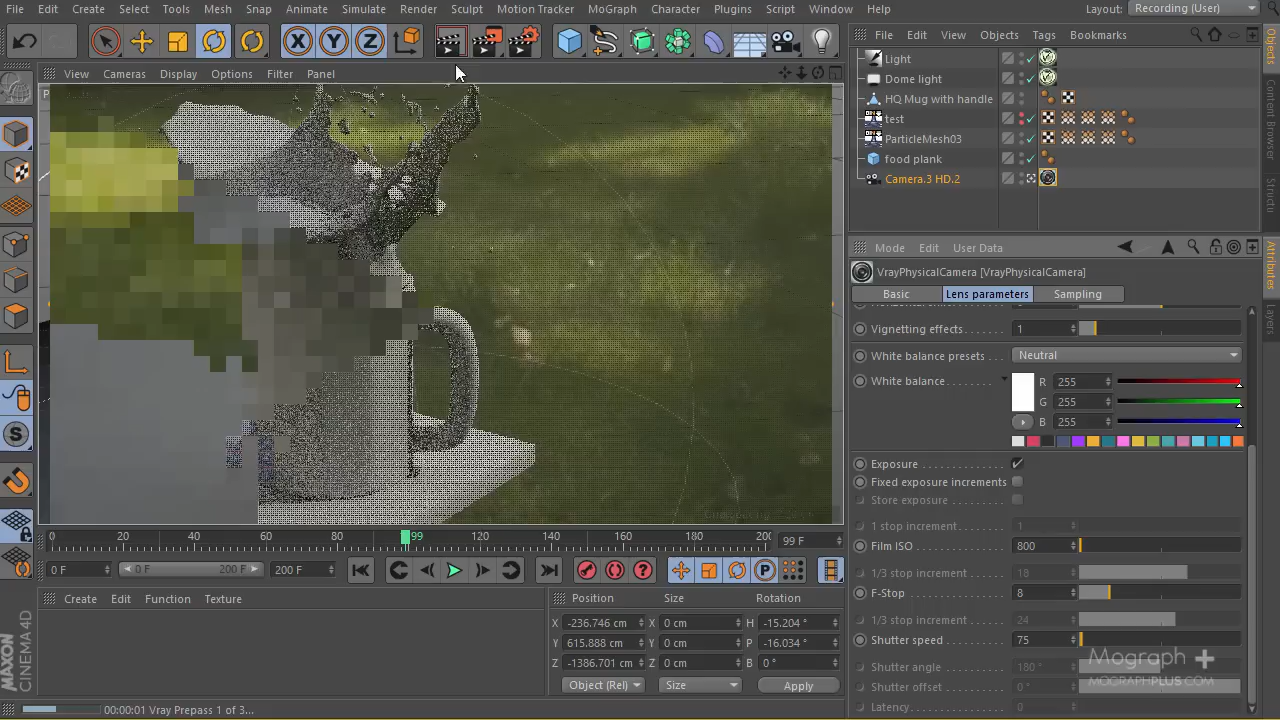 File Edit Create Select Tools Mesh Snap Animate Simulate Render Sculpt Motion Tracker MoGraph Character Plugins Script Window Help Layout: Recording (User)
File Edit View Objects Tags Bookmarks
Objects
Content Browser
Structu
Light
Dome light
HQ Mug with handle
test
ParticleMesh03
food plank
Camera.3 HD.2
View Cameras Display Options Filter Panel
Mode Edit User Data
Attributes
Layers
VrayPhysicalCamera [VrayPhysicalCamera]
Basic Lens parameters Sampling
Vignetting effects 1
White balance presets Neutral
White balance R 255
G 255
B 255
Exposure
Fixed exposure increments
Store exposure
1 stop increment 1
Film ISO 800
1/3 stop increment 18
F-Stop 8
1/3 stop increment 24
Shutter speed 75
Shutter angle 180 °
Shutter offset 0 °
Latency 0
Mograph +
MOGRAPHPLUS.COM
0 20 40 60 80 99 120 140 160 180 200 99 F
0 F 0 F 200 F 200 F
Create Edit Function Texture
Position Size Rotation
X -236.746 cm X 0 cm H -15.204 °
Y 615.888 cm Y 0 cm P -16.034 °
Z -1386.701 cm Z 0 cm B 0 °
Object (Rel) Size Apply
MAXON
CINEMA 4D
00:00:01 Vray Prepass 1 of 3...